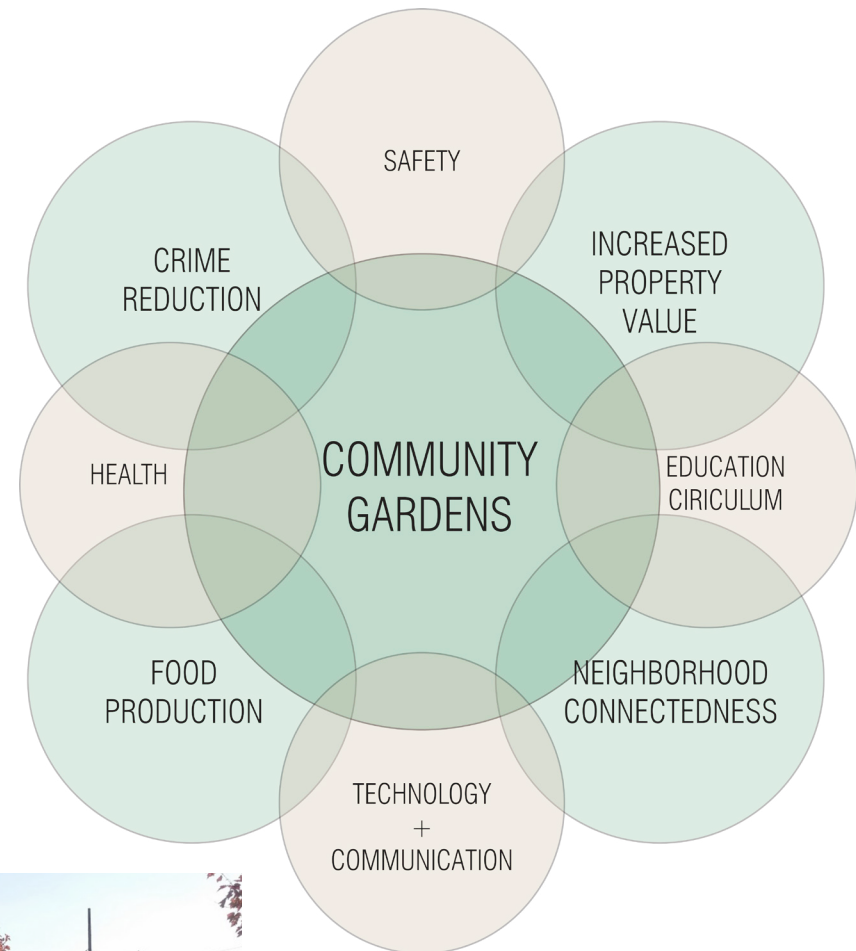 SAFETY
CRIME
REDUCTION
INCREASED
PROPERTY
VALUE
HEALTH
COMMUNITY
GARDENS
EDUCATION
CIRICULUM
FOOD
PRODUCTION
NEIGHBORHOOD
CONNECTEDNESS
TECHNOLOGY
+
COMMUNICATION